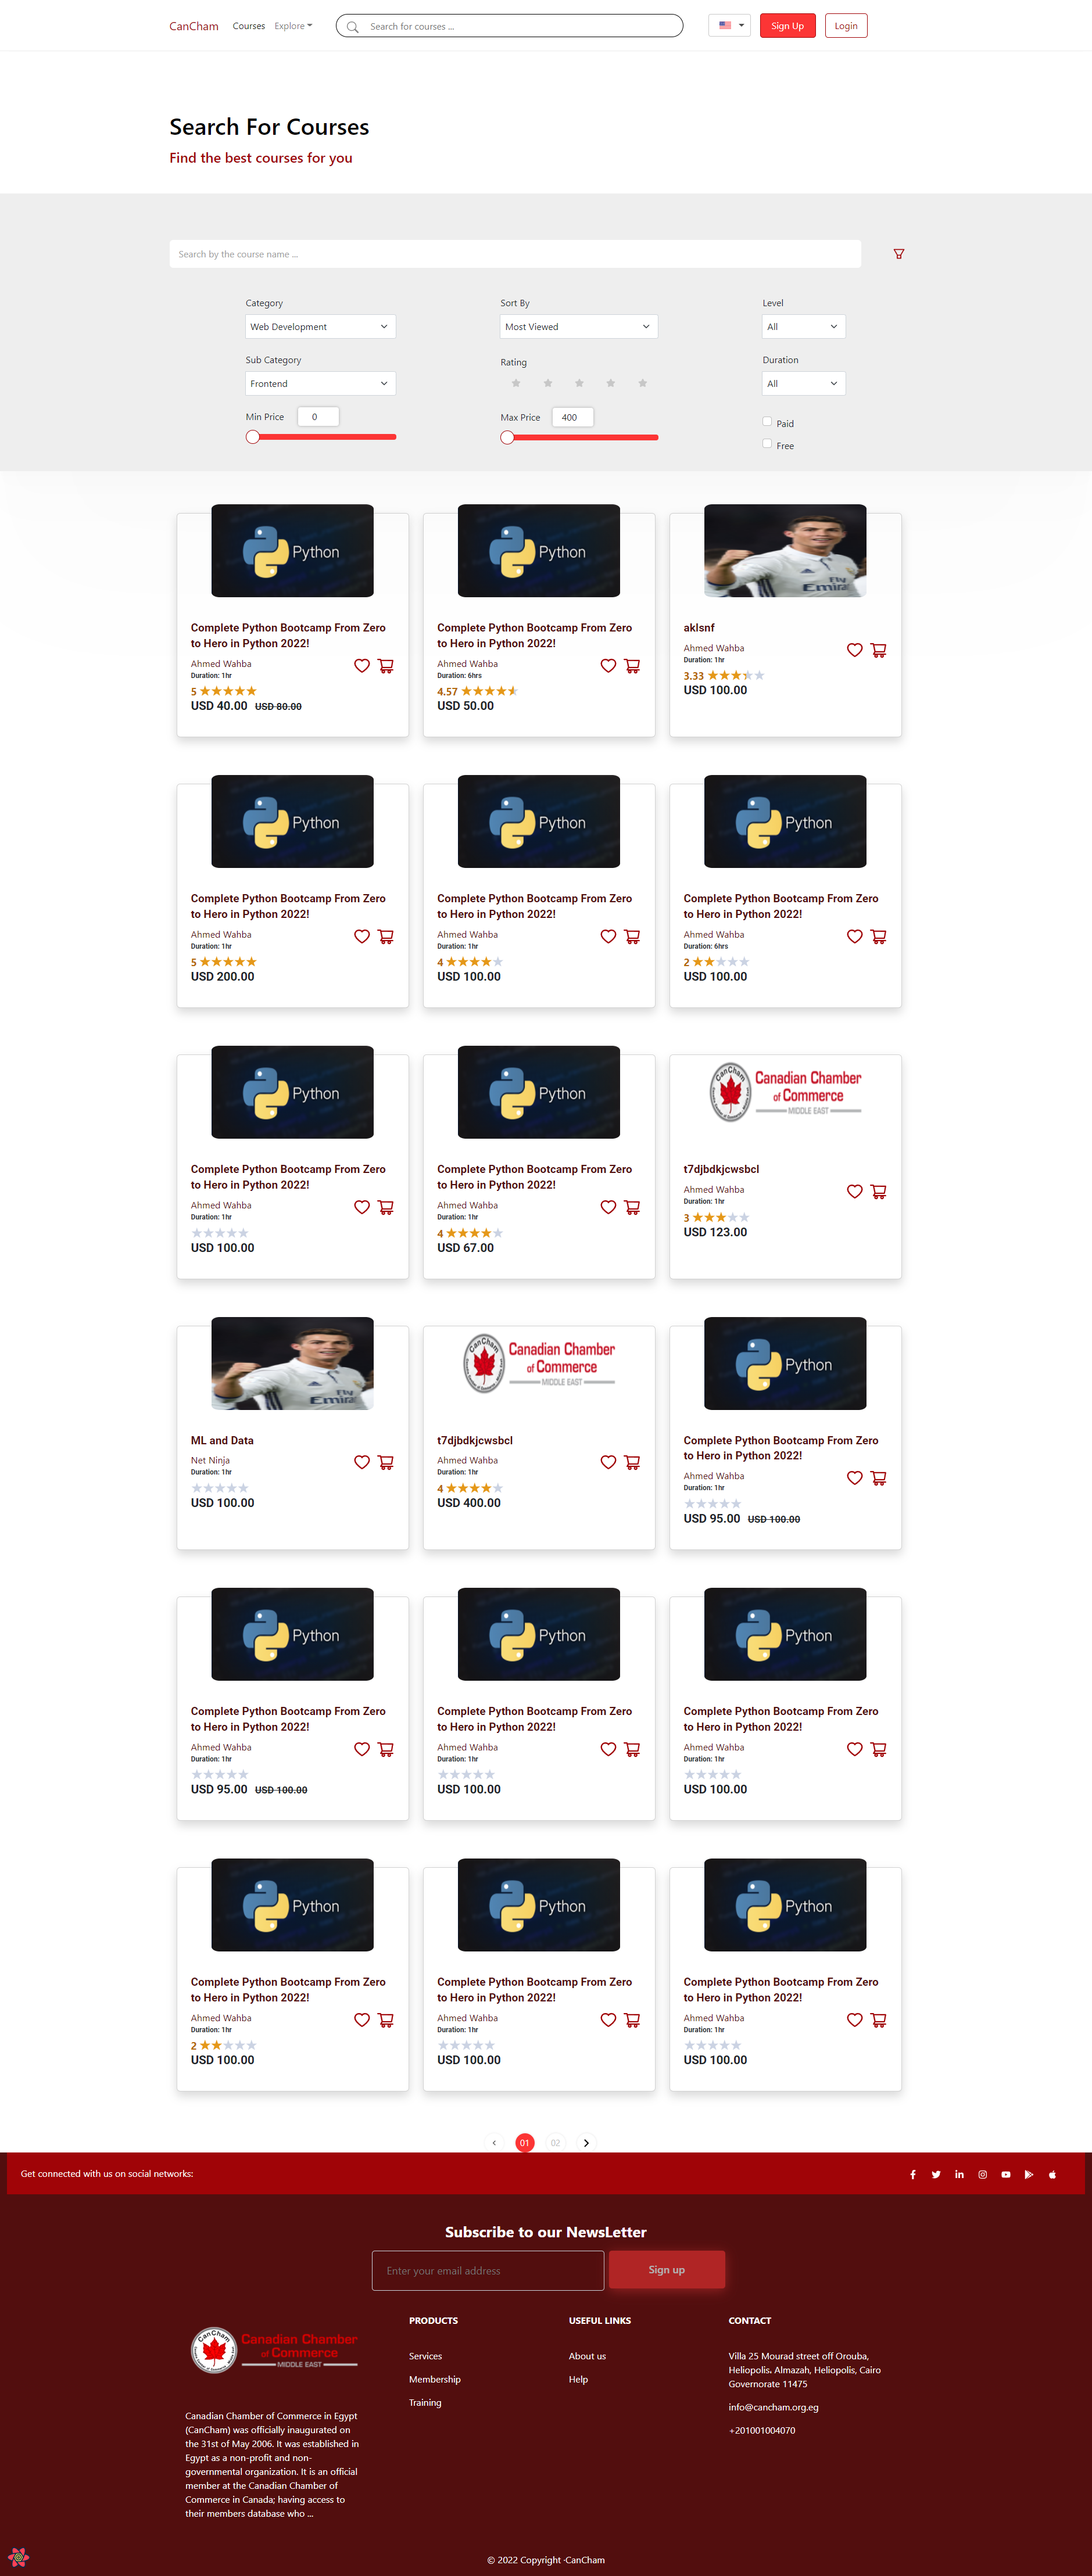 CanCham
Courses
Explore
Search for courses ...
Sign Up
Login
Search For Courses
Find the best courses for you
Search by the course name ...
Category
Sort By
Level
Web Development
Most Viewed
All
Sub Category
Rating
Duration
Frontend
All
Min Price 0
Max Price 400
Paid
Free
Python
Complete Python Bootcamp From Zero
to Hero in Python 2022!
Ahmed Wahba
Duration: 1hr
5
USD 40.00 USD 80.00
Python
Complete Python Bootcamp From Zero
to Hero in Python 2022!
Ahmed Wahba
Duration: 6hrs
4.57
USD 50.00
aklsnf
Ahmed Wahba
Duration: 1hr
3.33
USD 100.00
Python
Complete Python Bootcamp From Zero
to Hero in Python 2022!
Ahmed Wahba
Duration: 1hr
5
USD 200.00
Python
Complete Python Bootcamp From Zero
to Hero in Python 2022!
Ahmed Wahba
Duration: 1hr
4
USD 100.00
Python
Complete Python Bootcamp From Zero
to Hero in Python 2022!
Ahmed Wahba
Duration: 6hrs
2
USD 100.00
Python
Complete Python Bootcamp From Zero
to Hero in Python 2022!
Ahmed Wahba
Duration: 1hr
USD 100.00
Python
Complete Python Bootcamp From Zero
to Hero in Python 2022!
Ahmed Wahba
Duration: 1hr
4
USD 67.00
CanCham
Canadian Chamber
of Commerce
MIDDLE EAST
t7djbdkjcwsbcl
Ahmed Wahba
Duration: 1hr
3
USD 123.00
ML and Data
Net Ninja
Duration: 1hr
USD 100.00
CanCham
Canadian Chamber
of Commerce
MIDDLE EAST
t7djbdkjcwsbcl
Ahmed Wahba
Duration: 1hr
4
USD 400.00
Python
Complete Python Bootcamp From Zero
to Hero in Python 2022!
Ahmed Wahba
Duration: 1hr
USD 95.00 USD 100.00
Python
Complete Python Bootcamp From Zero
to Hero in Python 2022!
Ahmed Wahba
Duration: 1hr
USD 95.00 USD 100.00
Python
Complete Python Bootcamp From Zero
to Hero in Python 2022!
Ahmed Wahba
Duration: 1hr
USD 100.00
Python
Complete Python Bootcamp From Zero
to Hero in Python 2022!
Ahmed Wahba
Duration: 1hr
USD 100.00
Python
Complete Python Bootcamp From Zero
to Hero in Python 2022!
Ahmed Wahba
Duration: 1hr
2
USD 100.00
Python
Complete Python Bootcamp From Zero
to Hero in Python 2022!
Ahmed Wahba
Duration: 1hr
USD 100.00
Python
Complete Python Bootcamp From Zero
to Hero in Python 2022!
Ahmed Wahba
Duration: 1hr
USD 100.00
01 02
Get connected with us on social networks:
Subscribe to our NewsLetter
Enter your email address
Sign up
CanCham
Canadian Chamber
of Commerce
MIDDLE EAST
Canadian Chamber of Commerce in Egypt
(CanCham) was officially inaugurated on
the 31st of May 2006. It was established in
Egypt as a non-profit and non-
governmental organization. It is an official
member at the Canadian Chamber of
Commerce in Canada; having access to
their members database who ...
PRODUCTS
Services
Membership
Training
USEFUL LINKS
About us
Help
CONTACT
Villa 25 Mourad street off Orouba,
Heliopolis. Almazah, Heliopolis, Cairo
Governorate 11475
info@cancham.org.eg
+201001004070
© 2022 Copyright ·CanCham